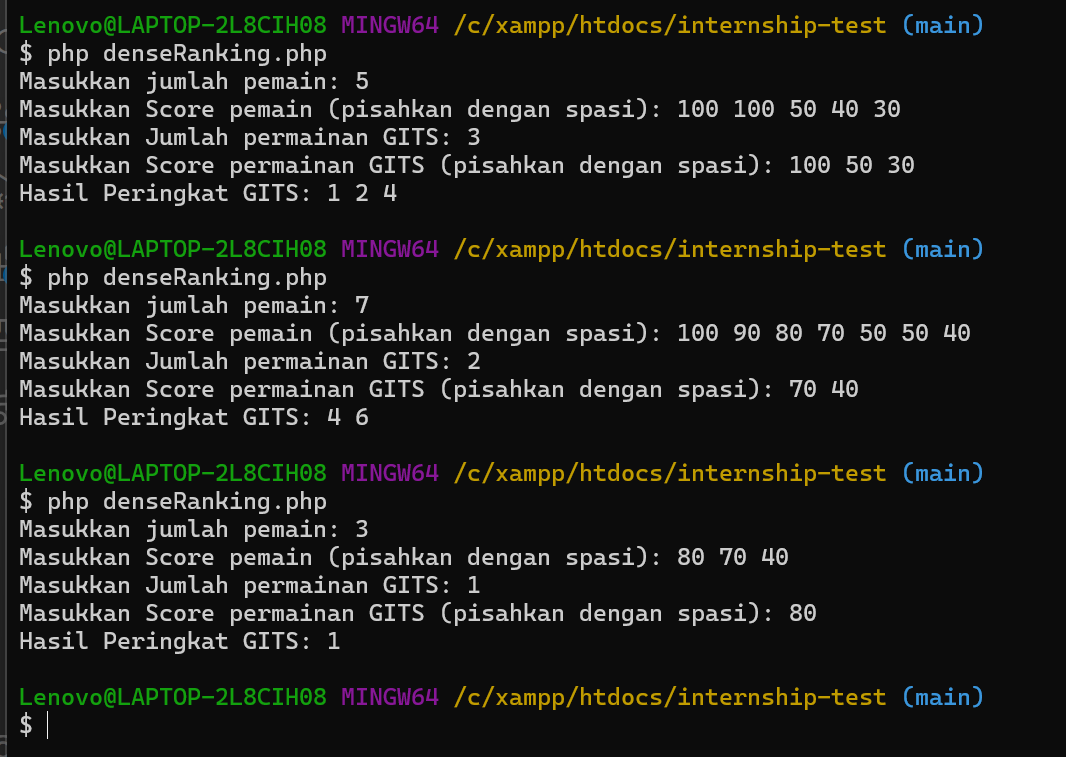 Lenovo@LAPTOP-2L8CIH08 MINGW64 /c/xampp/htdocs/internship-test (main)
$ php denseRanking.php
Masukkan jumlah pemain: 5
Masukkan Score pemain (pisahkan dengan spasi): 100 100 50 40 30
Masukkan Jumlah permainan GITS: 3
Masukkan Score permainan GITS (pisahkan dengan spasi): 100 50 30
Hasil Peringkat GITS: 1 2 4

Lenovo@LAPTOP-2L8CIH08 MINGW64 /c/xampp/htdocs/internship-test (main)
$ php denseRanking.php
Masukkan jumlah pemain: 7
Masukkan Score pemain (pisahkan dengan spasi): 100 90 80 70 50 50 40
Masukkan Jumlah permainan GITS: 2
Masukkan Score permainan GITS (pisahkan dengan spasi): 70 40
Hasil Peringkat GITS: 4 6

Lenovo@LAPTOP-2L8CIH08 MINGW64 /c/xampp/htdocs/internship-test (main)
$ php denseRanking.php
Masukkan jumlah pemain: 3
Masukkan Score pemain (pisahkan dengan spasi): 80 70 40
Masukkan Jumlah permainan GITS: 1
Masukkan Score permainan GITS (pisahkan dengan spasi): 80
Hasil Peringkat GITS: 1

Lenovo@LAPTOP-2L8CIH08 MINGW64 /c/xampp/htdocs/internship-test (main)
$